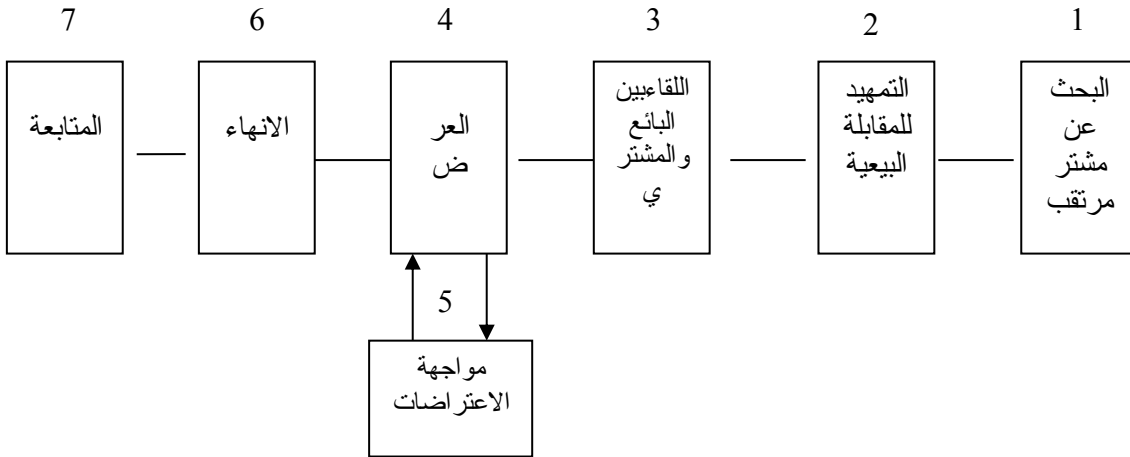 1
2
3
4
6
7
البحث
عن
مشتر
مرتقب
التمهيد
للمقابلة
البيعية
اللقاءبين
البائع
والمشتر
ي
العر
ض
الانهاء
المتابعة
5
مواجهة
الاعتراضات